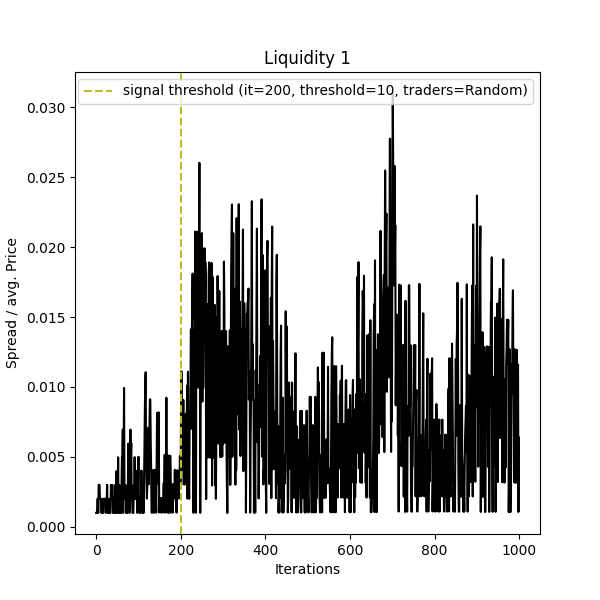 Liquidity 1
signal threshold (it=200, threshold=10, traders=Random)
Spread / avg. Price
0.030
0.025
0.020
0.015
0.010
0.005
0.000
0 200 400 600 800 1000
Iterations